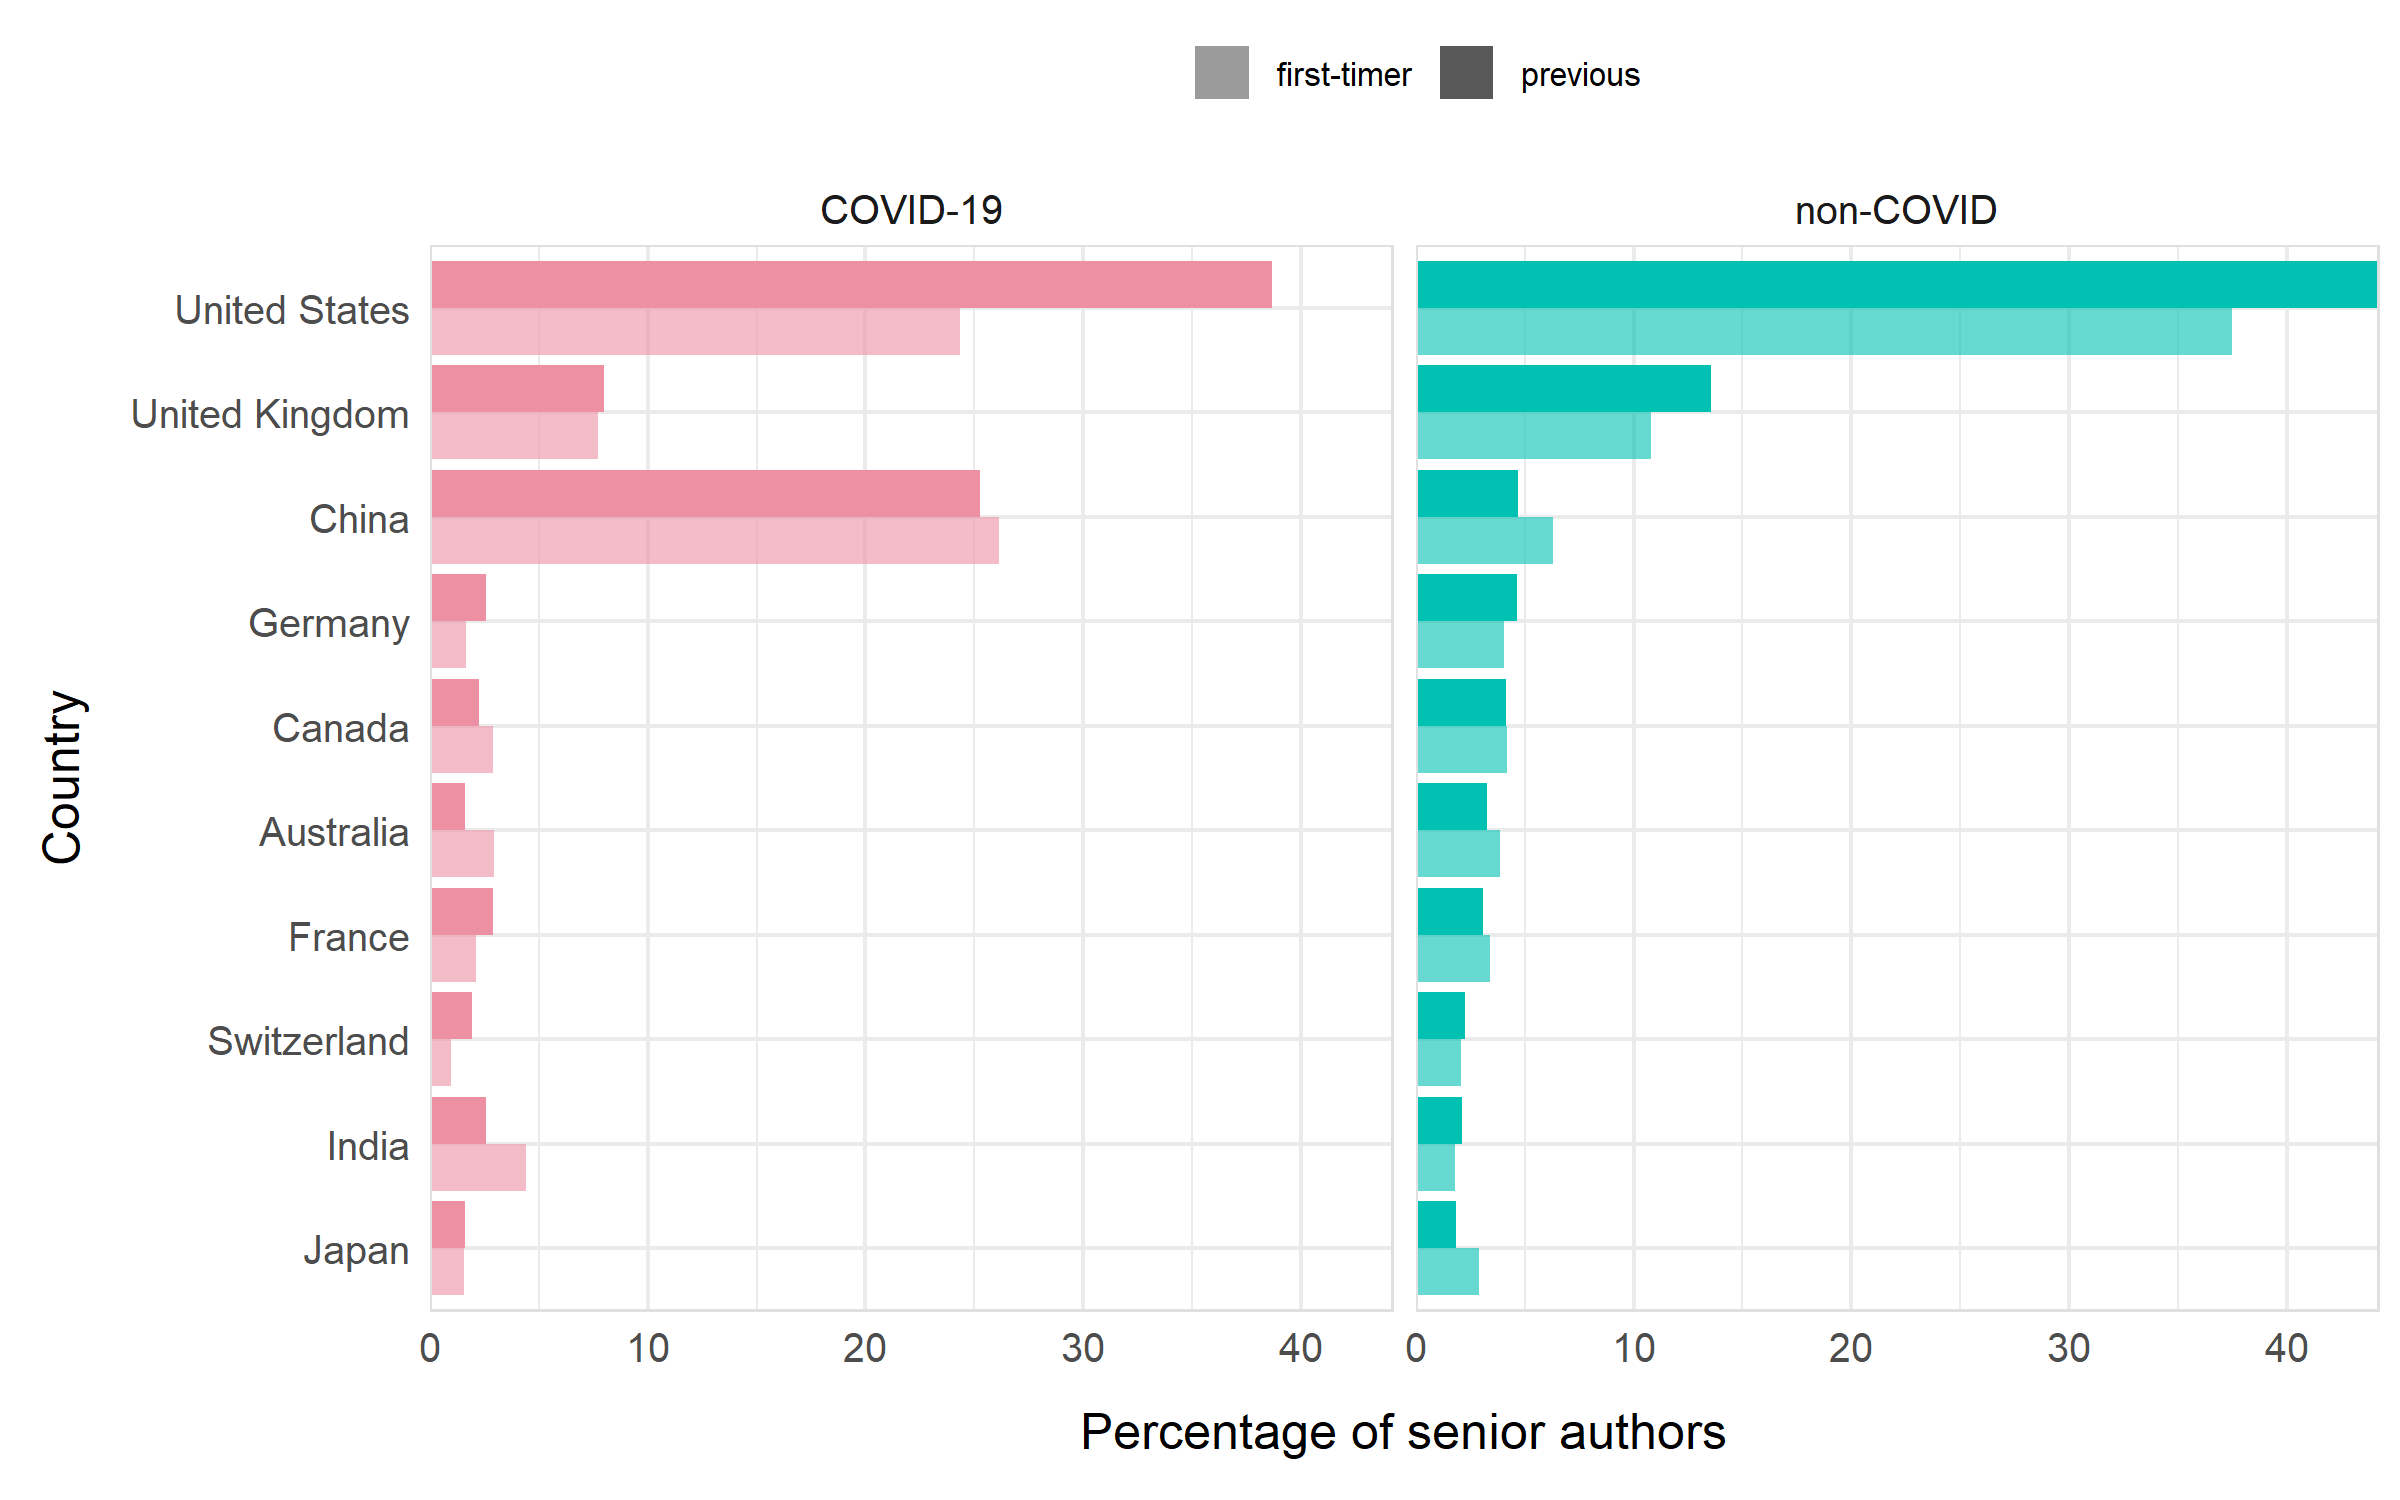 first-timer previous
COVID-19 non-COVID
Country
United States
United Kingdom
China
Germany
Canada
Australia
France
Switzerland
India
Japan
0 10 20 30 40 0 10 20 30 40
Percentage of senior authors